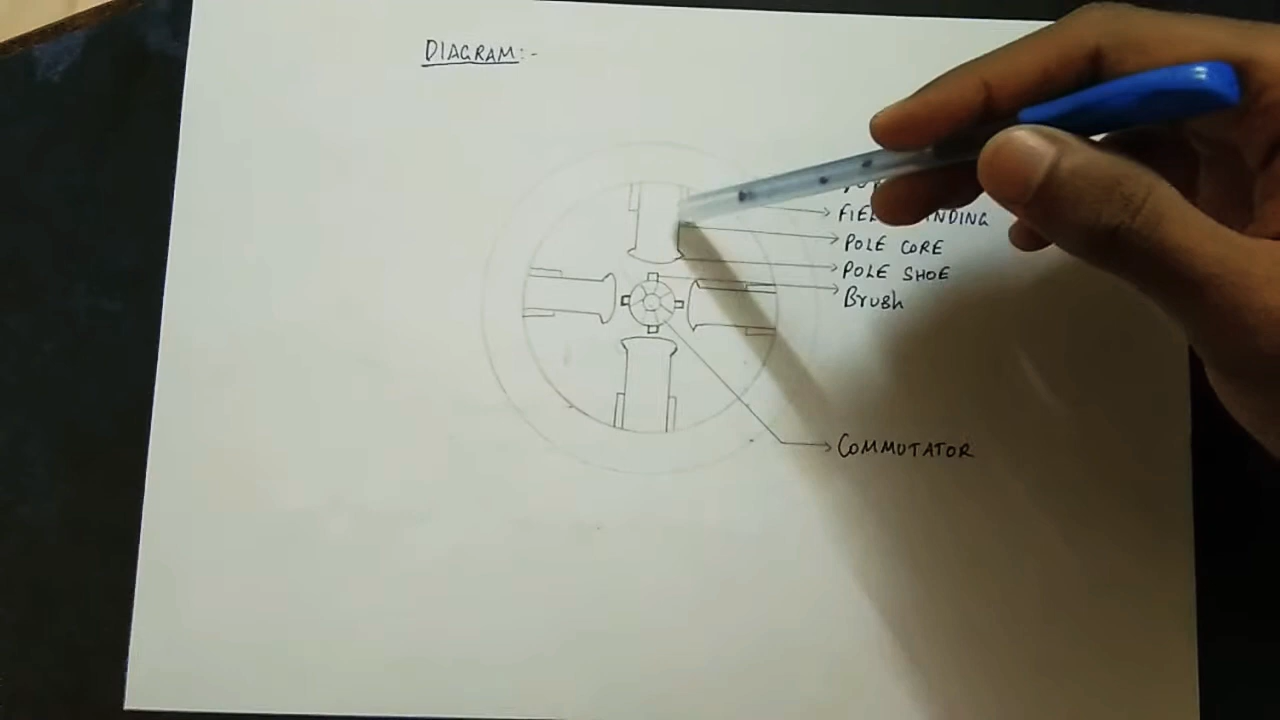 DIAGRAM:-
POLE CORE
POLE SHOE
Brush
COMMUTATOR